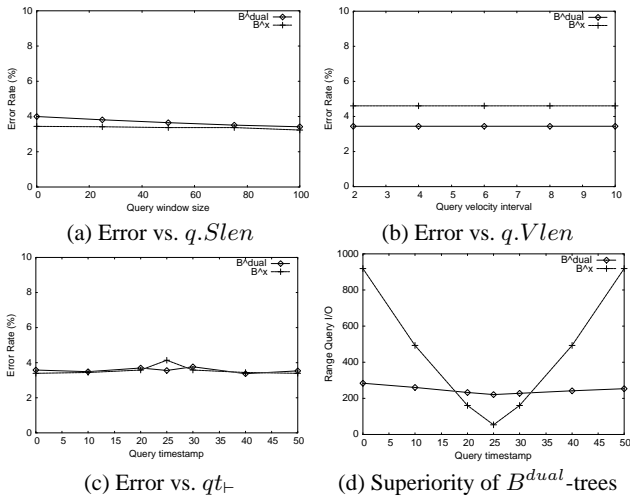 B^dual
B^x
Error Rate (%)
10
8
6
4
2
0
0 20 40 60 80 100
Query window size
(a) Error vs. q.Slen
B^dual
B^x
Error Rate (%)
10
8
6
4
2
0
2 3 4 5 6 7 8 9 10
Query velocity interval
(b) Error vs. q.Vlen
B^dual
B^x
Error Rate (%)
10
8
6
4
2
0
0 5 10 15 20 25 30 35 40 45 50
Query timestamp
(c) Error vs. qt⊢
B^dual
B^x
Range Query I/O
1000
800
600
400
200
0
0 5 10 15 20 25 30 35 40 45 50
Query timestamp
(d) Superiority of B^dual-trees